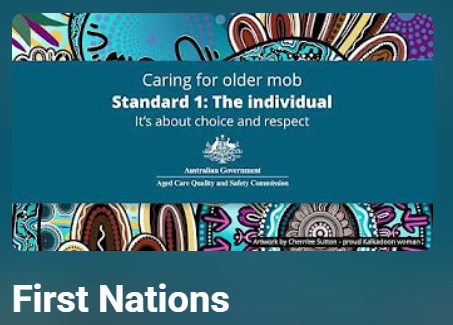 Caring for older mob
Standard 1: The individual
It's about choice and respect
Australian Government
Aged Care Quality and Safety Commission
Artwork by Cherrlee Sutton - proud Kalkadoon woman
First Nations